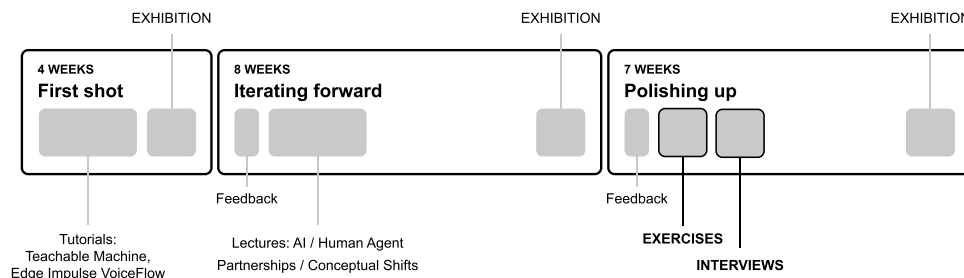 EXHIBITION
EXHIBITION
EXHIBITION
4 WEEKS
First shot
8 WEEKS
Iterating forward
7 WEEKS
Polishing up
Feedback
Feedback
Tutorials:
Teachable Machine,
Edge Impulse VoiceFlow
Lectures: AI / Human Agent
Partnerships / Conceptual Shifts
EXERCISES
INTERVIEWS